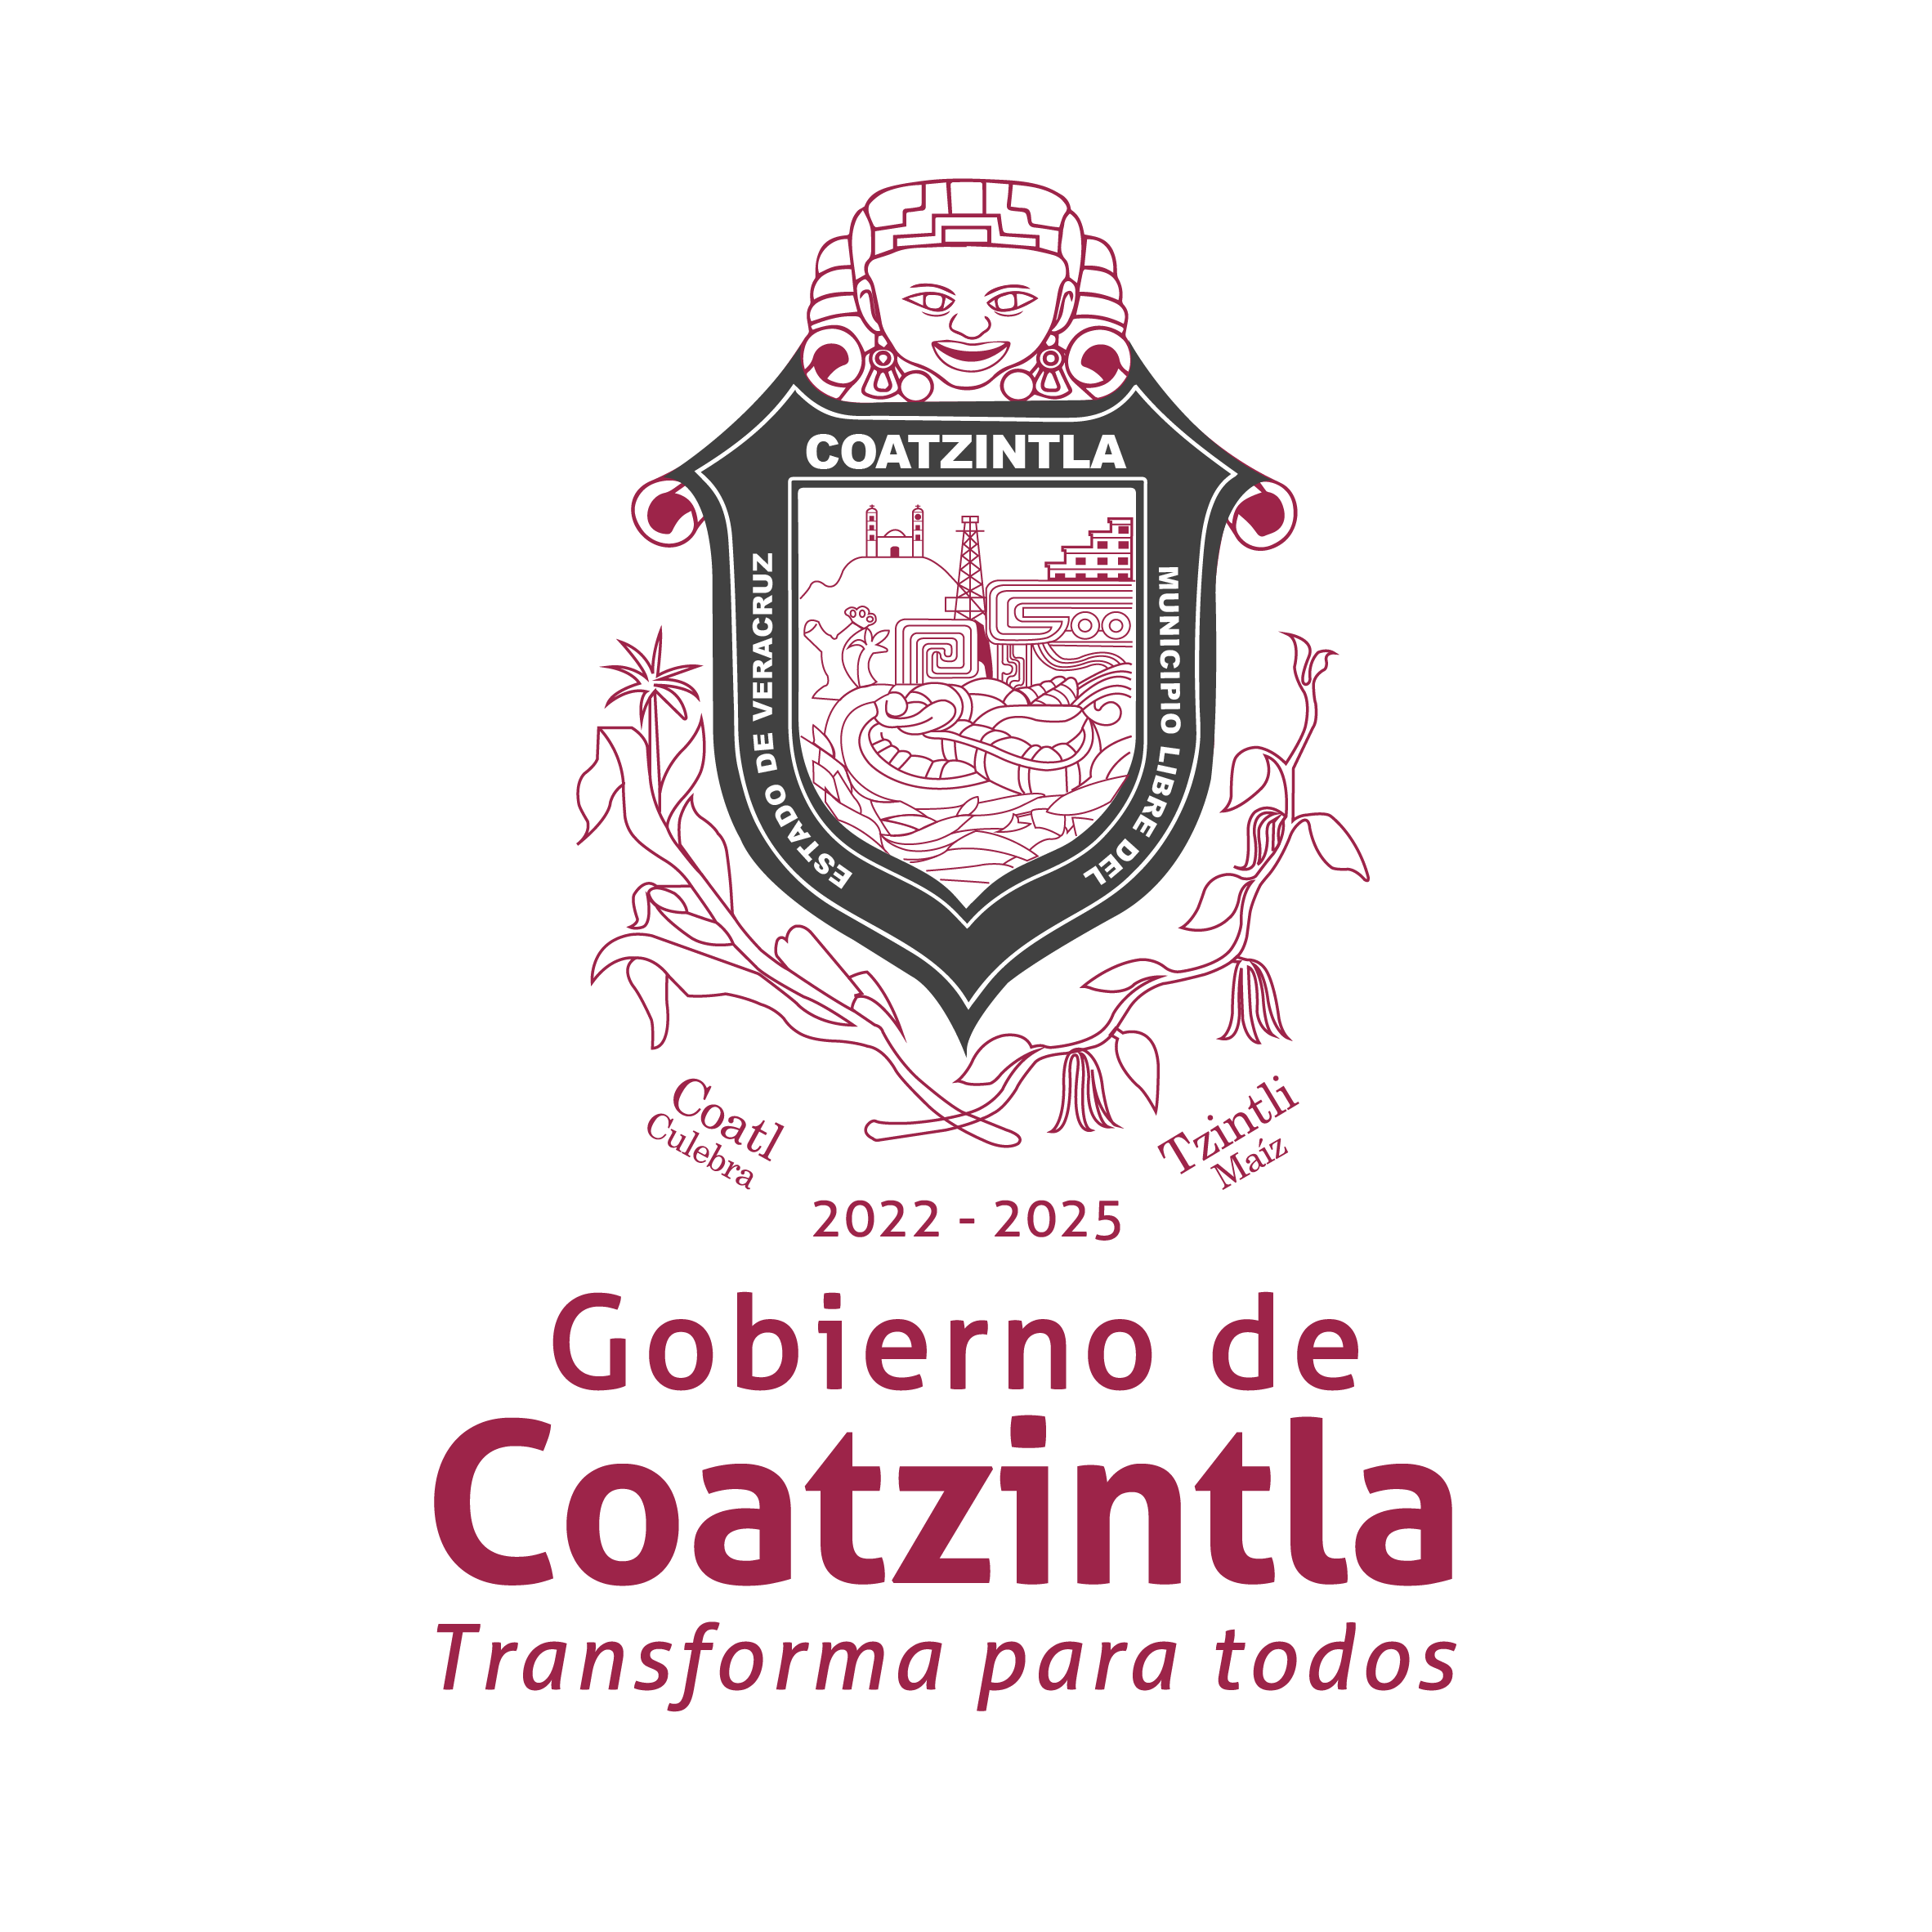 COATZINTLA
ESTADO DE VERACRUZ
MUNICIPIO LIBRE DEL
Coatl
Culebra
Tzintli
Maíz
2022 - 2025
Gobierno de
Coatzintla
Transforma para todos